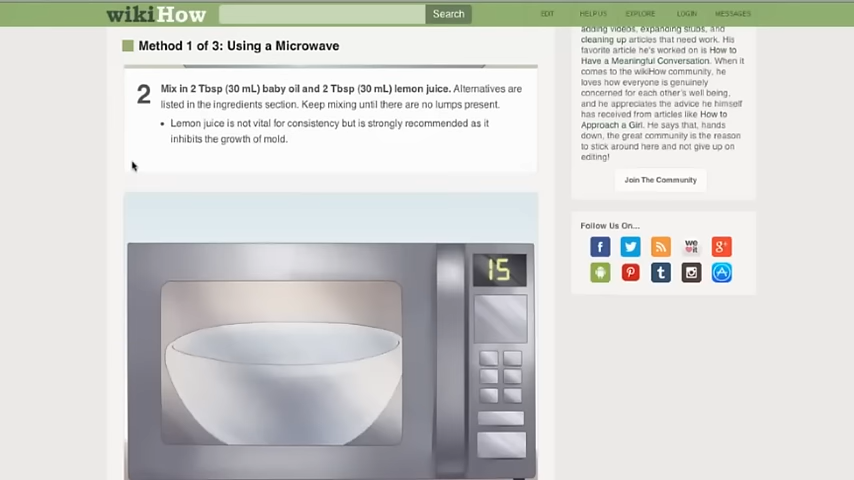 wikiHow Search EDIT HELP US EXPLORE LOGIN MESSAGES
Method 1 of 3: Using a Microwave
2 Mix in 2 Tbsp (30 mL) baby oil and 2 Tbsp (30 mL) lemon juice. Alternatives are
listed in the ingredients section. Keep mixing until there are no lumps present.
• Lemon juice is not vital for consistency but is strongly recommended as it
inhibits the growth of mold.
15
adding videos, expanding stubs, and
cleaning up articles that need work. His
favorite article he's worked on is How to
Have a Meaningful Conversation. When it
comes to the wikiHow community, he
loves how everyone is genuinely
concerned for each other's well being,
and he appreciates the advice he himself
has received from articles like How to
Approach a Girl. He says that, hands
down, the great community is the reason
to stick around here and not give up on
editing!
Join The Community
Follow Us On...
we
it